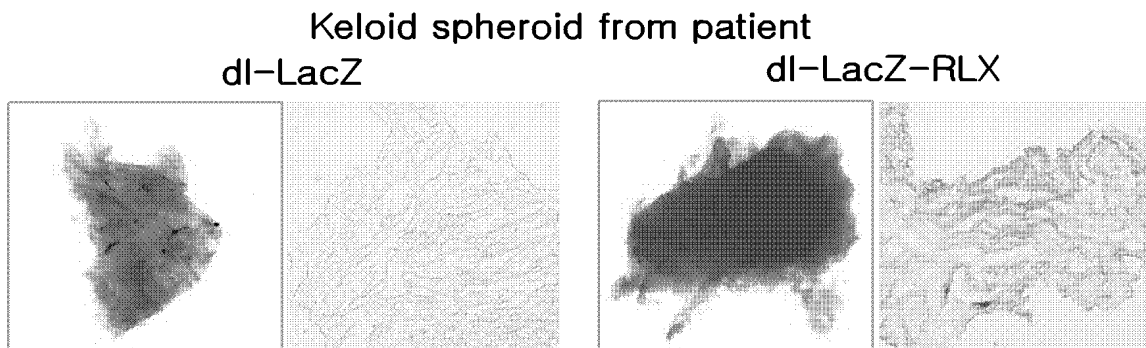 Keloid spheroid from patient
dl-LacZ
dl-LacZ-RLX